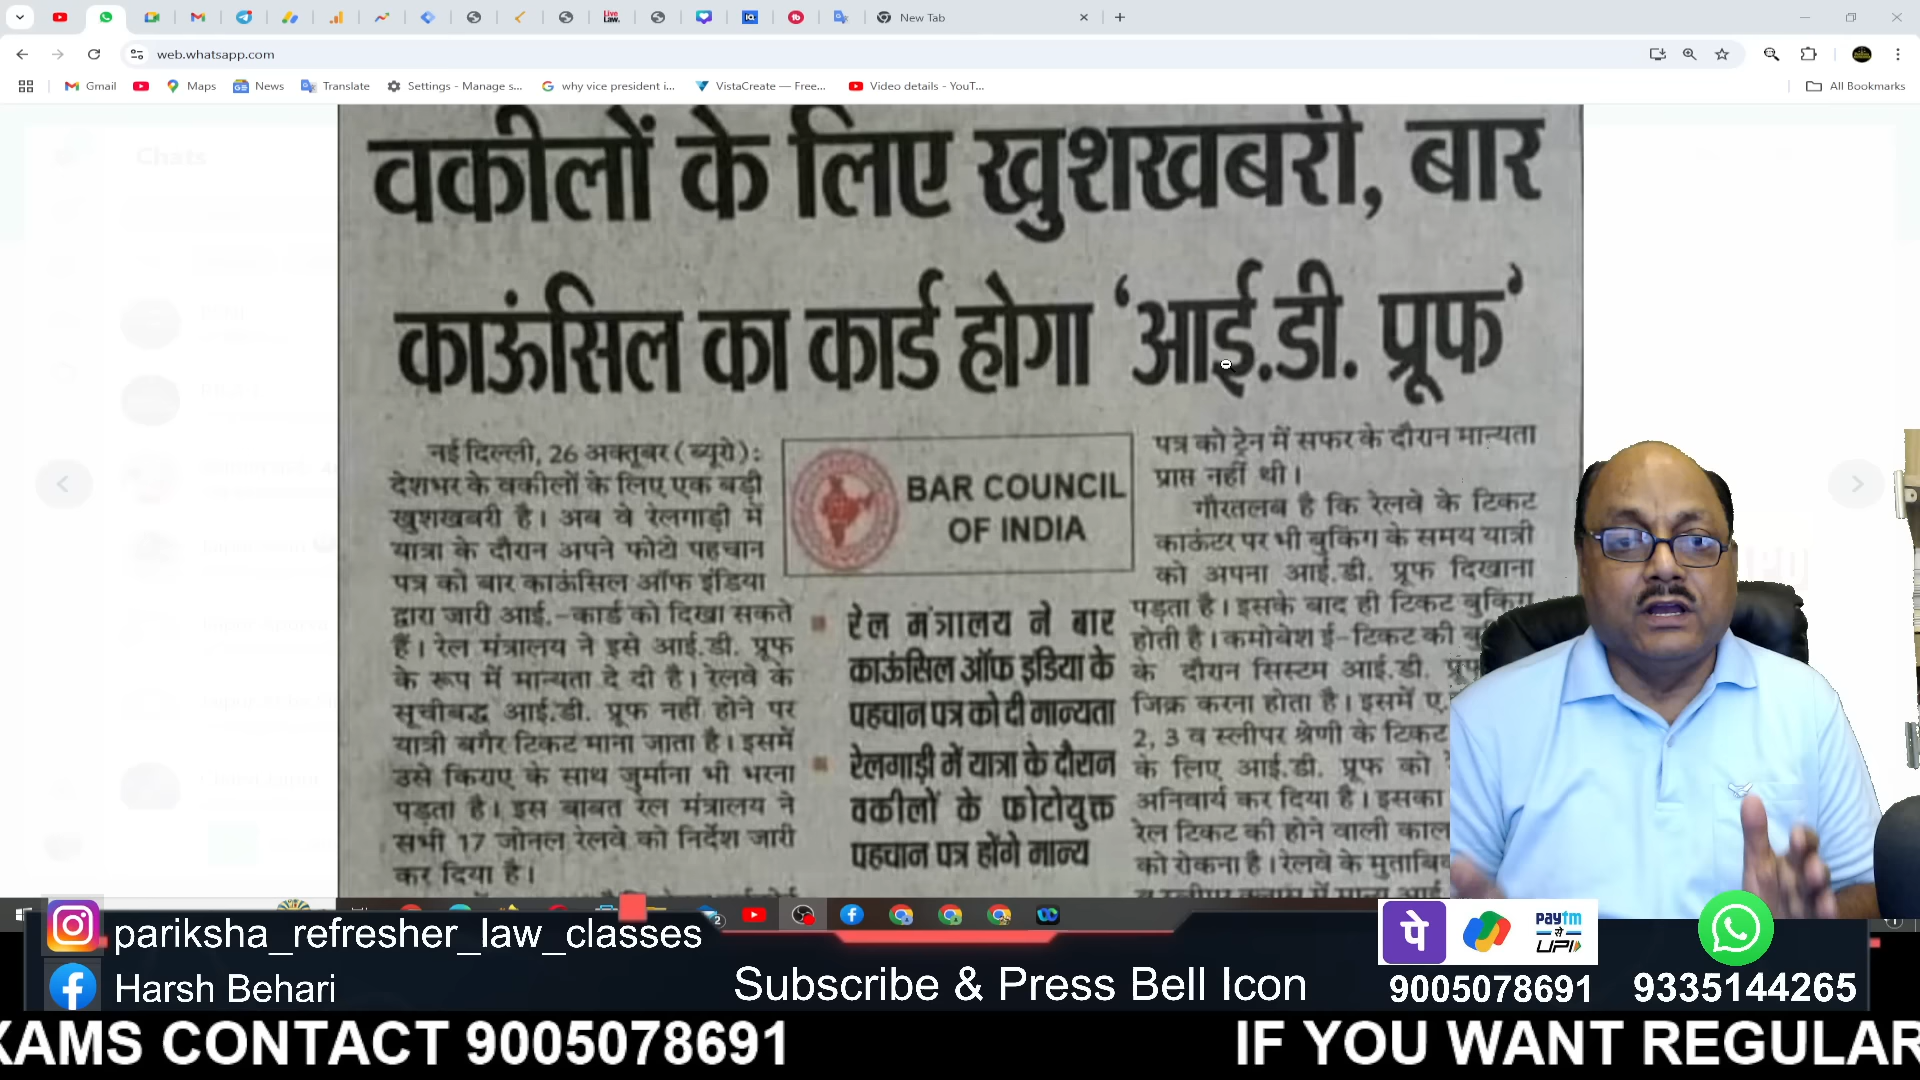 New Tab
web.whatsapp.com
Gmail
Maps
News
Translate
Settings - Manage s...
why vice president i...
VistaCreate — Free...
Video details - YouT...
All Bookmarks
Chats
वकीलों के लिए खुशखबरी, बार
काऊंसिल का कार्ड होगा ‘आई.डी. प्रूफ’
नई दिल्ली, 26 अक्तूबर (ब्यूरो):
देशभर के वकीलों के लिए एक बड़ी
खुशखबरी है। अब वे रेलगाड़ी में
यात्रा के दौरान अपने फोटो पहचान
पत्र को बार काऊंसिल ऑफ इंडिया
द्वारा जारी आई.-कार्ड को दिखा सकते
हैं। रेल मंत्रालय ने इसे आई.डी. प्रूफ
के रूप में मान्यता दे दी है। रेलवे के
सूचीबद्ध आई.डी. प्रूफ नहीं होने पर
यात्री बगैर टिकट माना जाता है। इसमें
उसे किराए के साथ जुर्माना भी भरना
पड़ता है। इस बाबत रेल मंत्रालय ने
सभी 17 जोनल रेलवे को निर्देश जारी
कर दिया है।
BAR COUNCIL
OF INDIA
रेल मंत्रालय ने बार
काऊंसिल ऑफ इंडिया के
पहचान पत्र को दी मान्यता
रेलगाड़ी में यात्रा के दौरान
वकीलों के फोटोयुक्त
पहचान पत्र होंगे मान्य
पत्र को ट्रेन में सफर के दौरान मान्यता
प्राप्त नहीं थी।
गौरतलब है कि रेलवे के टिकट
काऊंटर पर भी बुकिंग के समय यात्री
को अपना आई.डी. प्रूफ दिखाना
पड़ता है। इसके बाद ही टिकट बुकिंग
होती है। कमोबेश ई-टिकट की
के दौरान सिस्टम आई.डी.
जिक्र करना होता है। इसमें ए.
2, 3 व स्लीपर श्रेणी के टिकट
के लिए आई.डी. प्रूफ को
अनिवार्य कर दिया है। इसका
रेल टिकट की होने वाली
को रोकना है। रेलवे के
pariksha_refresher_law_classes
Harsh Behari
Subscribe & Press Bell Icon
पे
paytm
से
UPI
9005078691
9335144265
XAMS CONTACT 9005078691
IF YOU WANT REGULAR